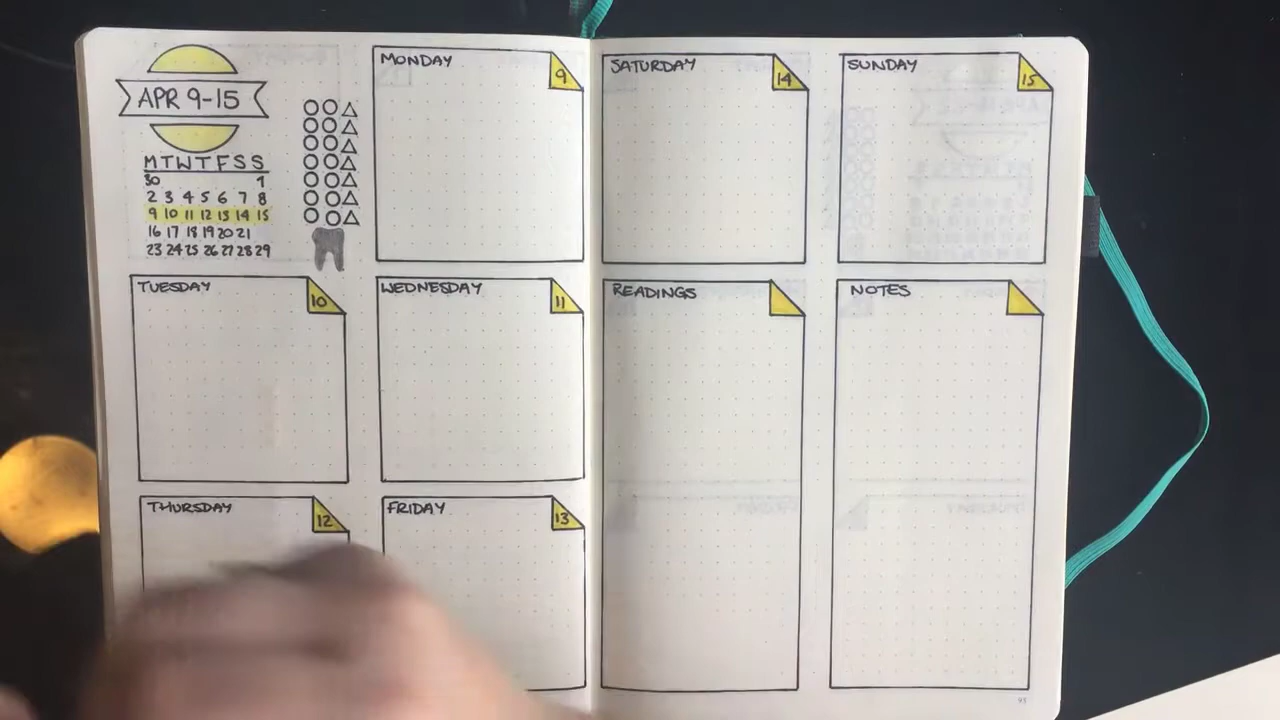 APR 9-15
M T W T F S S
30 1
2 3 4 5 6 7 8
9 10 11 12 13 14 15
16 17 18 19 20 21
23 24 25 26 27 28 29
MONDAY
9
TUESDAY
10
WEDNESDAY
11
THURSDAY
12
FRIDAY
13
SATURDAY
14
SUNDAY
15
READINGS
NOTES